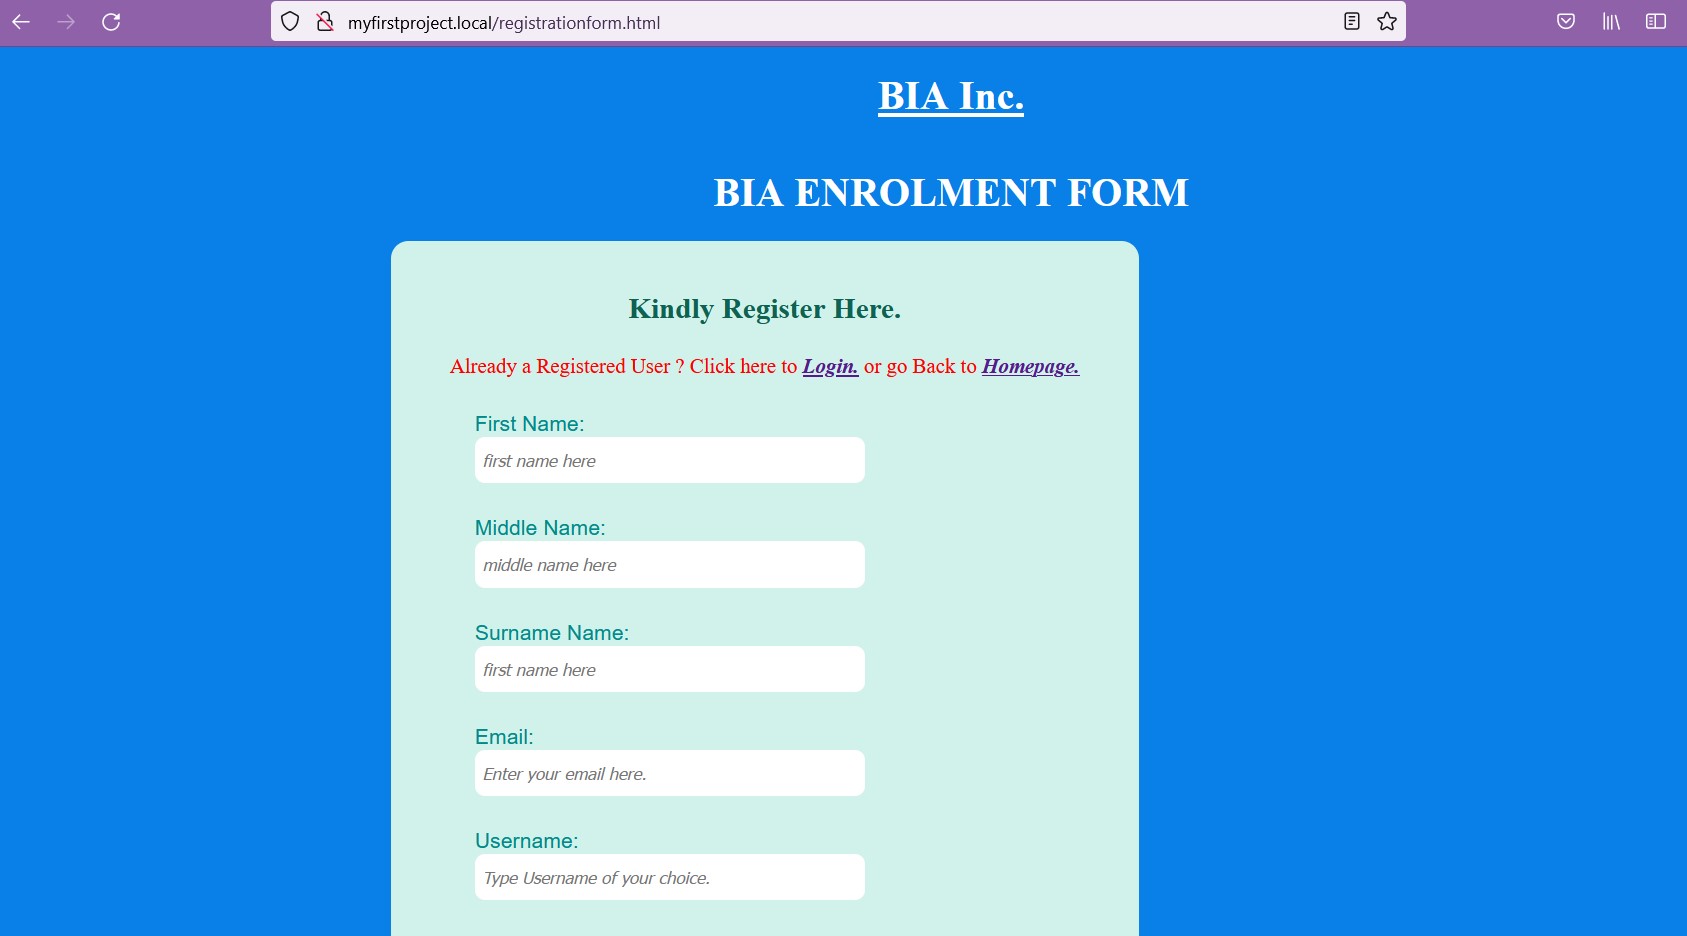 myfirstproject.local/registrationform.html
BIA Inc.
BIA ENROLMENT FORM
Kindly Register Here.
Already a Registered User ? Click here to Login. or go Back to Homepage.
First Name:
first name here
Middle Name:
middle name here
Surname Name:
first name here
Email:
Enter your email here.
Username:
Type Username of your choice.